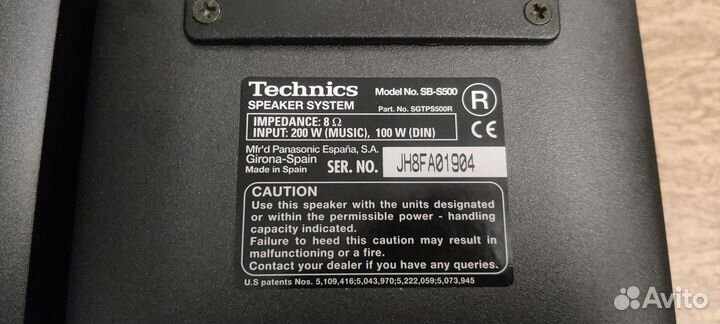 Technics Model No. SB-S500
SPEAKER SYSTEM Part. No. SGTPS500R
R
IMPEDANCE: 8 Ω
INPUT: 200 W (MUSIC), 100 W (DIN)
CE
Mfr'd Panasonic España, S.A.
Girona-Spain
Made in Spain
SER. NO. JH8FA01904
CAUTION
Use this speaker with the units designated
or within the permissible power - handling
capacity indicated.
Failure to heed this caution may result in
malfunctioning or a fire.
Contact your dealer if you have any queries.
U.S patents Nos. 5,109,416;5,043,970;5,222,059;5,073,945
Avito